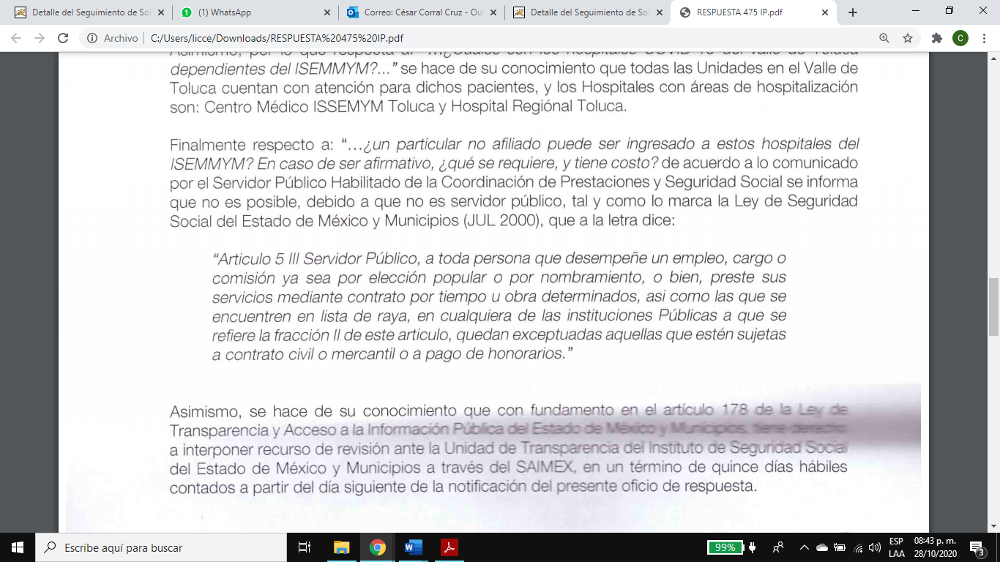 Detalle del Seguimiento de Sol
(1) WhatsApp
Correo: César Corral Cruz - Out
Detalle del Seguimiento de Sol
RESPUESTA 475 IP.pdf
Archivo
C:/Users/licce/Downloads/RESPUESTA%20475%20IP.pdf
C
Asimismo, por lo que respecta a: "…¿Cuáles son los hospitales COVID 19 del Valle de Toluca
dependientes del ISEMMYM?..." se hace de su conocimiento que todas las Unidades en el Valle de
Toluca cuentan con atención para dichos pacientes, y los Hospitales con áreas de hospitalización
son: Centro Médico ISSEMYM Toluca y Hospital Regiónal Toluca.
Finalmente respecto a: "…¿un particular no afiliado puede ser ingresado a estos hospitales del
ISEMMYM? En caso de ser afirmativo, ¿qué se requiere, y tiene costo? de acuerdo a lo comunicado
por el Servidor Público Habilitado de la Coordinación de Prestaciones y Seguridad Social se informa
que no es posible, debido a que no es servidor público, tal y como lo marca la Ley de Seguridad
Social del Estado de México y Municipios (JUL 2000), que a la letra dice:
"Articulo 5 III Servidor Público, a toda persona que desempeñe un empleo, cargo o
comisión ya sea por elección popular o por nombramiento, o bien, preste sus
servicios mediante contrato por tiempo u obra determinados, asi como las que se
encuentren en lista de raya, en cualquiera de las instituciones Públicas a que se
refiere la fracción II de este articulo, quedan exceptuadas aquellas que estén sujetas
a contrato civil o mercantil o a pago de honorarios."
Asimismo, se hace de su conocimiento que con fundamento en el artículo 178 de la Ley de
Transparencia y Acceso a la Información Pública del Estado de México y Municipios, tiene derecho
a interponer recurso de revisión ante la Unidad de Transparencia del Instituto de Seguridad Social
del Estado de México y Municipios a través del SAIMEX, en un término de quince días hábiles
contados a partir del día siguiente de la notificación del presente oficio de respuesta.
Escribe aquí para buscar
99%
ESP
LAA
08:43 p. m.
28/10/2020
3